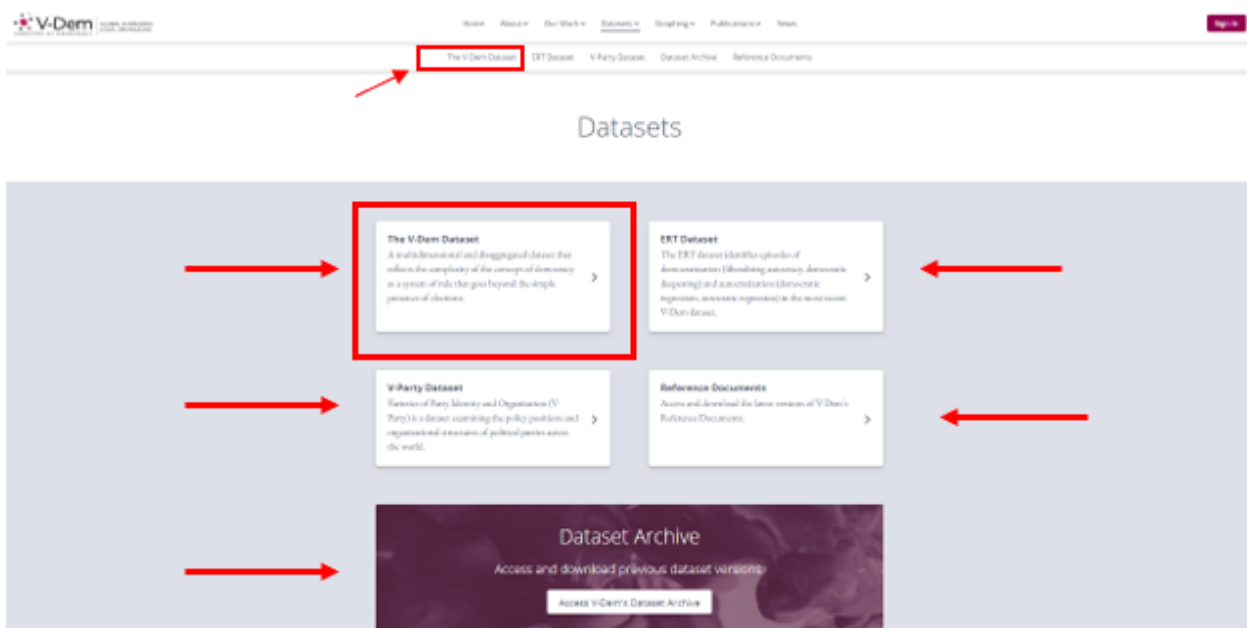 V-Dem
Home About Our Work Datasets Graphing Publications News
Sign In
The V-Dem Dataset ERT Dataset V-Party Dataset Dataset Archive Reference Documents
Datasets
The V-Dem Dataset
A multidimensional and disaggregated dataset that
reflects the complexity of the concept of democracy
as a system of rule that goes beyond the simple
presence of elections.
ERT Dataset
The ERT dataset identifies episodes of
democratization (liberalizing autocracy, democratic
deepening) and autocratization (democratic
regression, autocratic regression) in the most recent
V-Dem dataset.
V-Party Dataset
Varieties of Party Identity and Organisation (V-
Party) is a dataset examining the policy positions and
organizational structures of political parties across
the world.
Reference Documents
Access and download the latest versions of V-Dem's
Reference Documents.
Dataset Archive
Access and download previous dataset versions
Access V-Dem's Dataset Archive